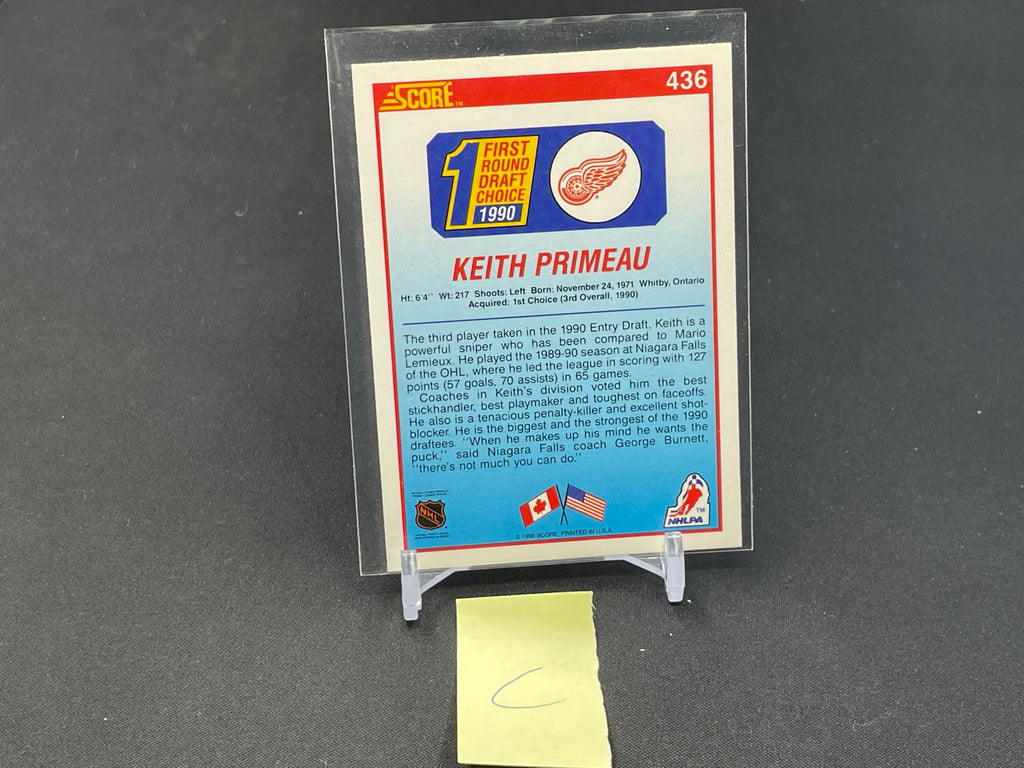 SCORE™
436
1 FIRST
ROUND
DRAFT
CHOICE
1990
KEITH PRIMEAU
Ht: 6'4'' Wt: 217 Shoots: Left Born: November 24, 1971 Whitby, Ontario
Acquired: 1st Choice (3rd Overall, 1990)
The third player taken in the 1990 Entry Draft, Keith is a
powerful sniper who has been compared to Mario
Lemieux. He played the 1989-90 season at Niagara Falls
of the OHL, where he led the league in scoring with 127
points (57 goals, 70 assists) in 65 games.
Coaches in Keith's division voted him the best
stickhandler, best playmaker and toughest on faceoffs.
He also is a tenacious penalty-killer and excellent shot-
blocker. He is the biggest and the strongest of the 1990
draftees. ''When he makes up his mind he wants the
puck,'' said Niagara Falls coach George Burnett,
''there's not much you can do.''
NHL
TM
NHLPA
© 1990 SCORE, PRINTED IN U.S.A.
C